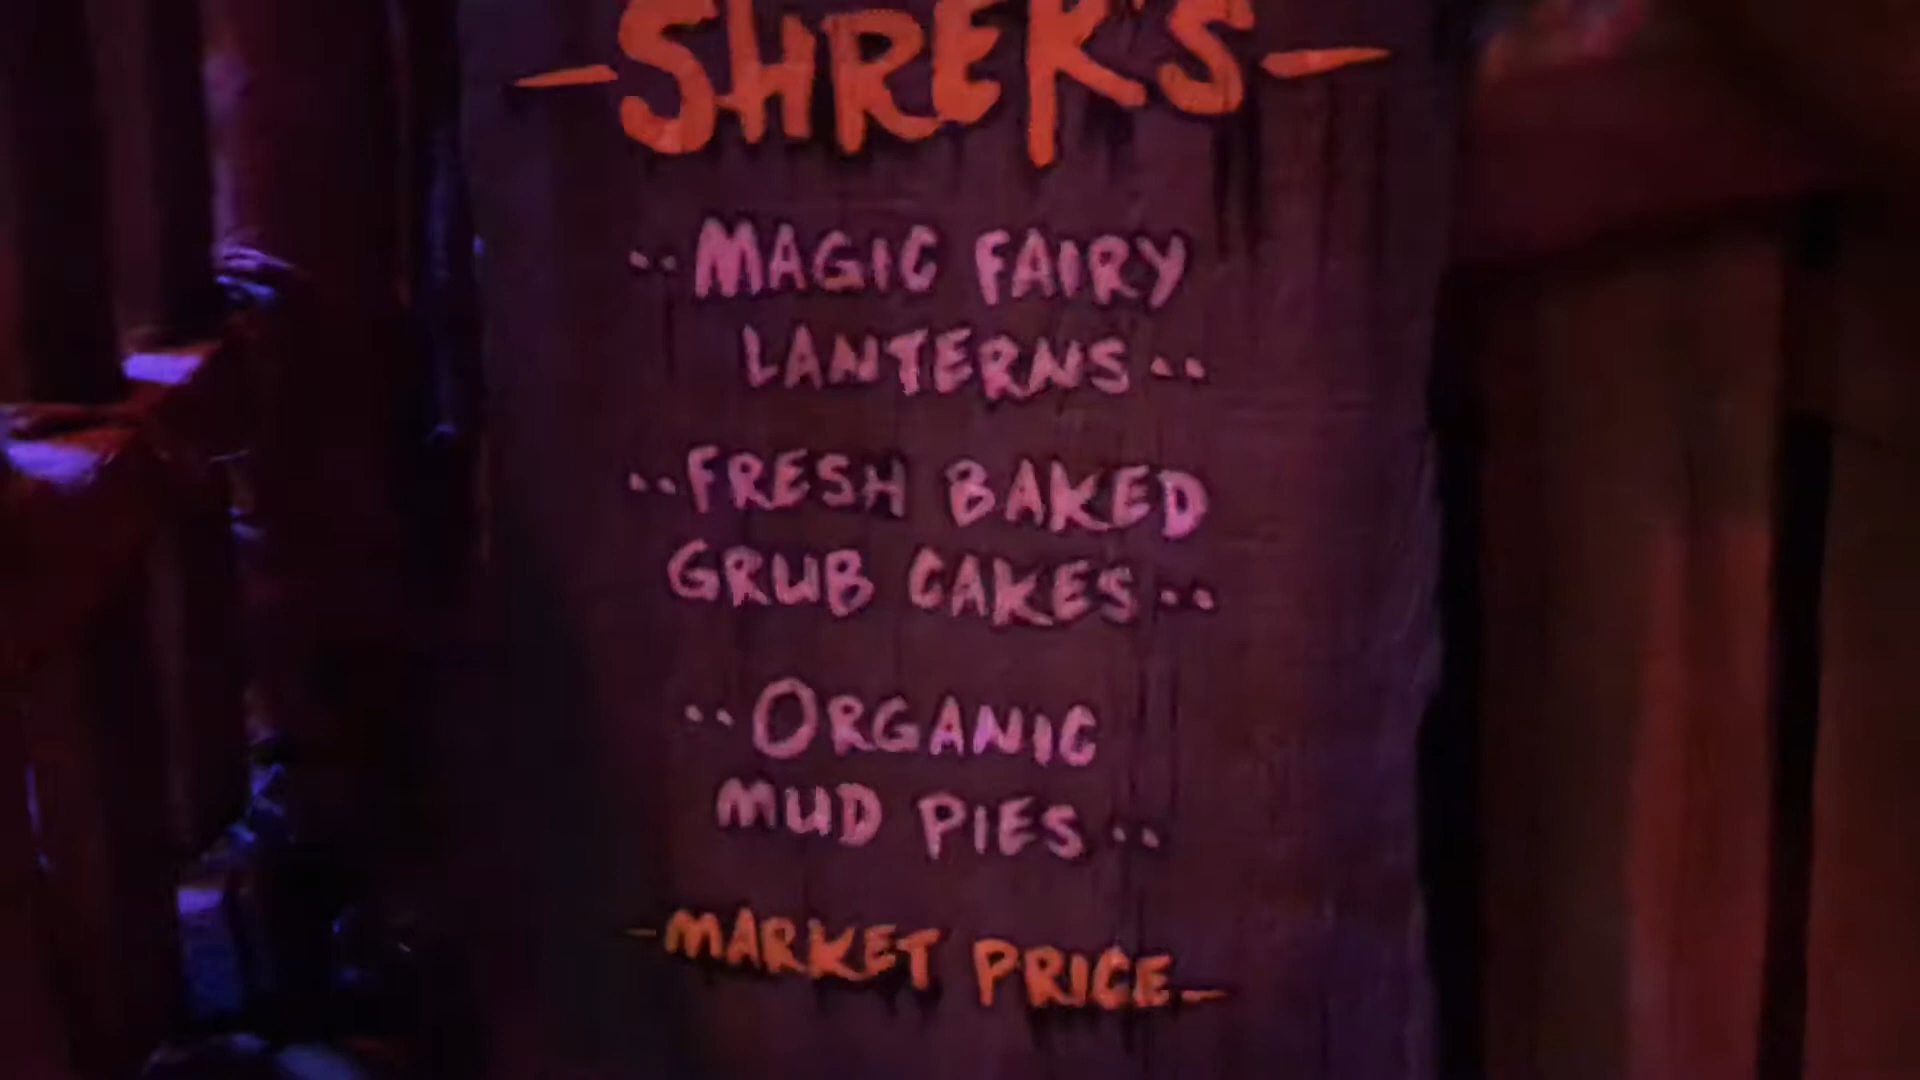 -SHREK'S-
..MAGIC FAIRY
LANTERNS..
..FRESH BAKED
GRUB CAKES..
..ORGANIC
MUD PIES..
-MARKET PRICE-